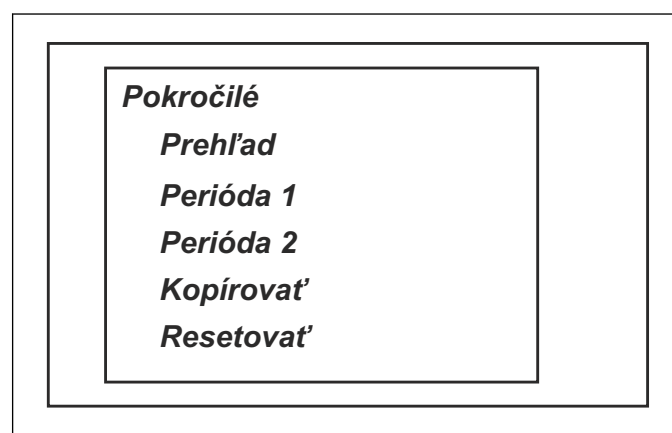 Pokročilé
Prehľad
Perióda 1
Perióda 2
Kopírovať
Resetovať